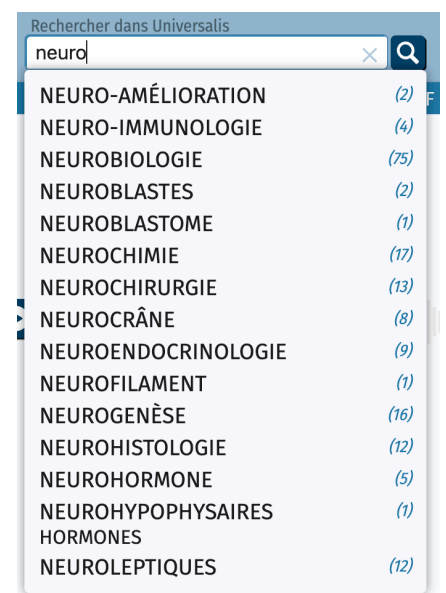 Rechercher dans Universalis
neuro
F
NEURO-AMÉLIORATION (2)
NEURO-IMMUNOLOGIE (4)
NEUROBIOLOGIE (75)
NEUROBLASTES (2)
NEUROBLASTOME (1)
NEUROCHIMIE (17)
NEUROCHIRURGIE (13)
NEUROCRÂNE (8)
NEUROENDOCRINOLOGIE (9)
NEUROFILAMENT (1)
NEUROGENÈSE (16)
NEUROHISTOLOGIE (12)
NEUROHORMONE (5)
NEUROHYPOPHYSAIRES (1)
HORMONES
NEUROLEPTIQUES (12)